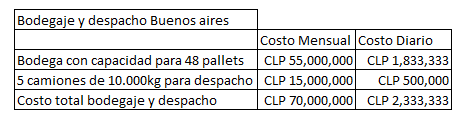 Bodegaje y despacho Buenos aires
Costo Mensual Costo Diario
Bodega con capacidad para 48 pallets CLP 55,000,000 CLP 1,833,333
5 camiones de 10.000kg para despacho CLP 15,000,000 CLP 500,000
Costo total bodegaje y despacho CLP 70,000,000 CLP 2,333,333